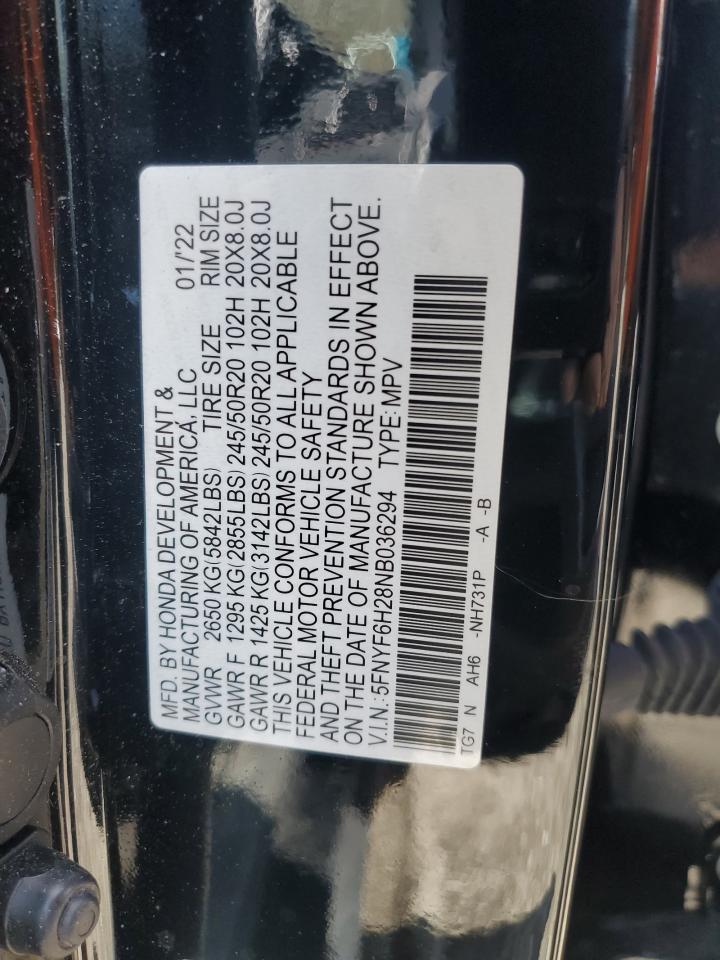 MFD. BY HONDA DEVELOPMENT &
MANUFACTURING OF AMERICA, LLC 01/'22
GVWR 2650 KG(5842LBS) TIRE SIZE RIM SIZE
GAWR F 1295 KG(2855LBS) 245/50R20 102H 20X8.0J
GAWR R 1425 KG(3142LBS) 245/50R20 102H 20X8.0J
THIS VEHICLE CONFORMS TO ALL APPLICABLE
FEDERAL MOTOR VEHICLE SAFETY
AND THEFT PREVENTION STANDARDS IN EFFECT
ON THE DATE OF MANUFACTURE SHOWN ABOVE.
V.I.N.:5FNYF6H28NB036294 TYPE:MPV
TG7 N AH6 -NH731P -A -B